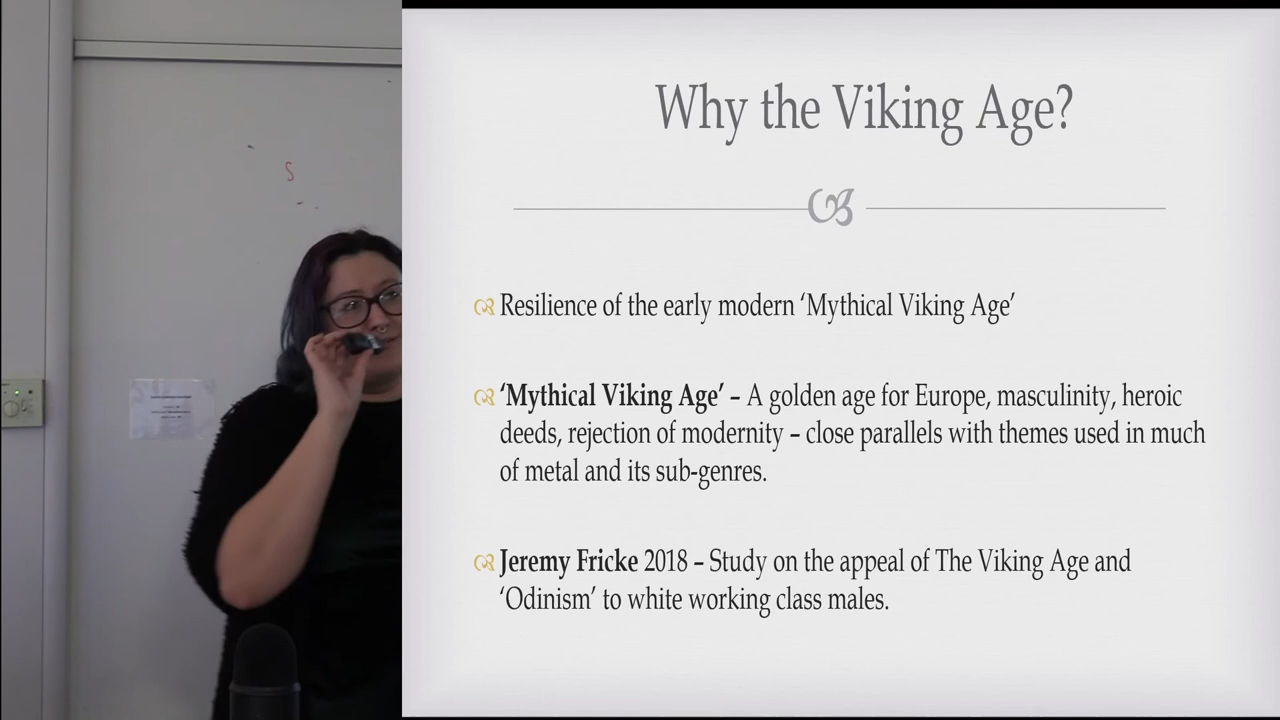 S
Why the Viking Age?
Resilience of the early modern ‘Mythical Viking Age’
‘Mythical Viking Age’ – A golden age for Europe, masculinity, heroic
deeds, rejection of modernity – close parallels with themes used in much
of metal and its sub-genres.
Jeremy Fricke 2018 – Study on the appeal of The Viking Age and
‘Odinism’ to white working class males.